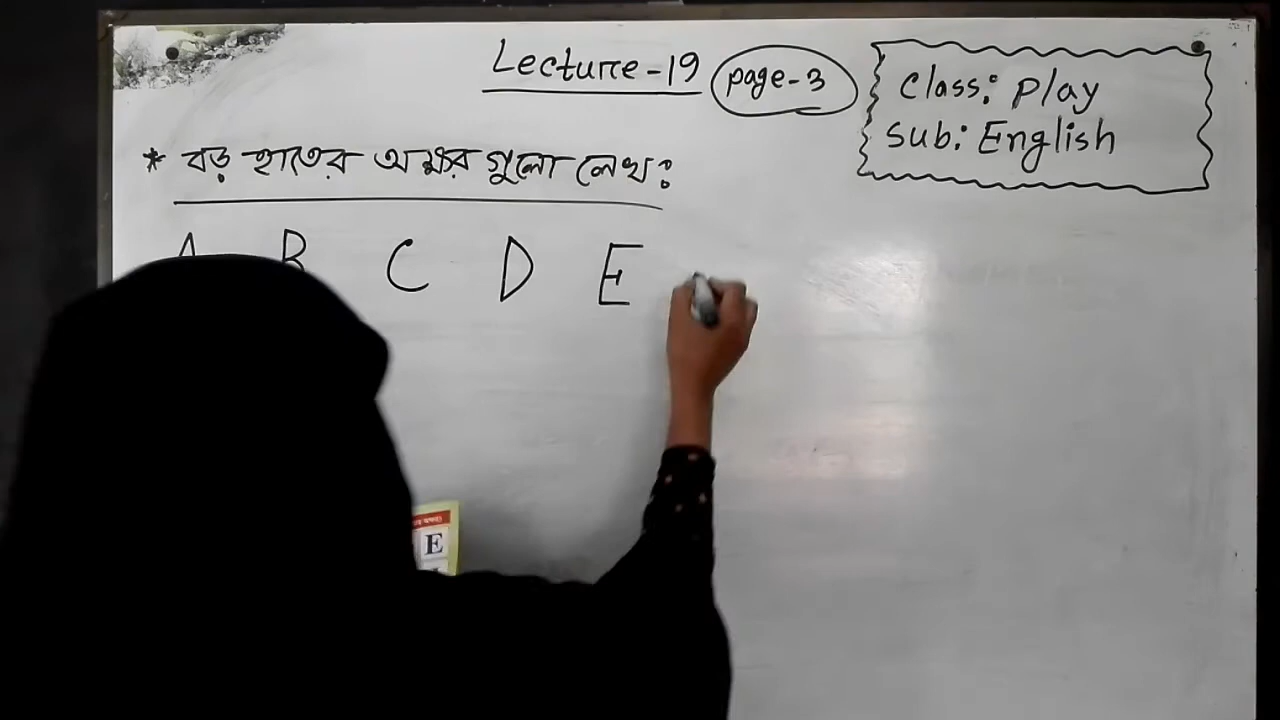 Lecture-19 page-3
Class: Play
Sub: English
* বড় হাতের অক্ষর গুলো লেখ:
A B C D E
E